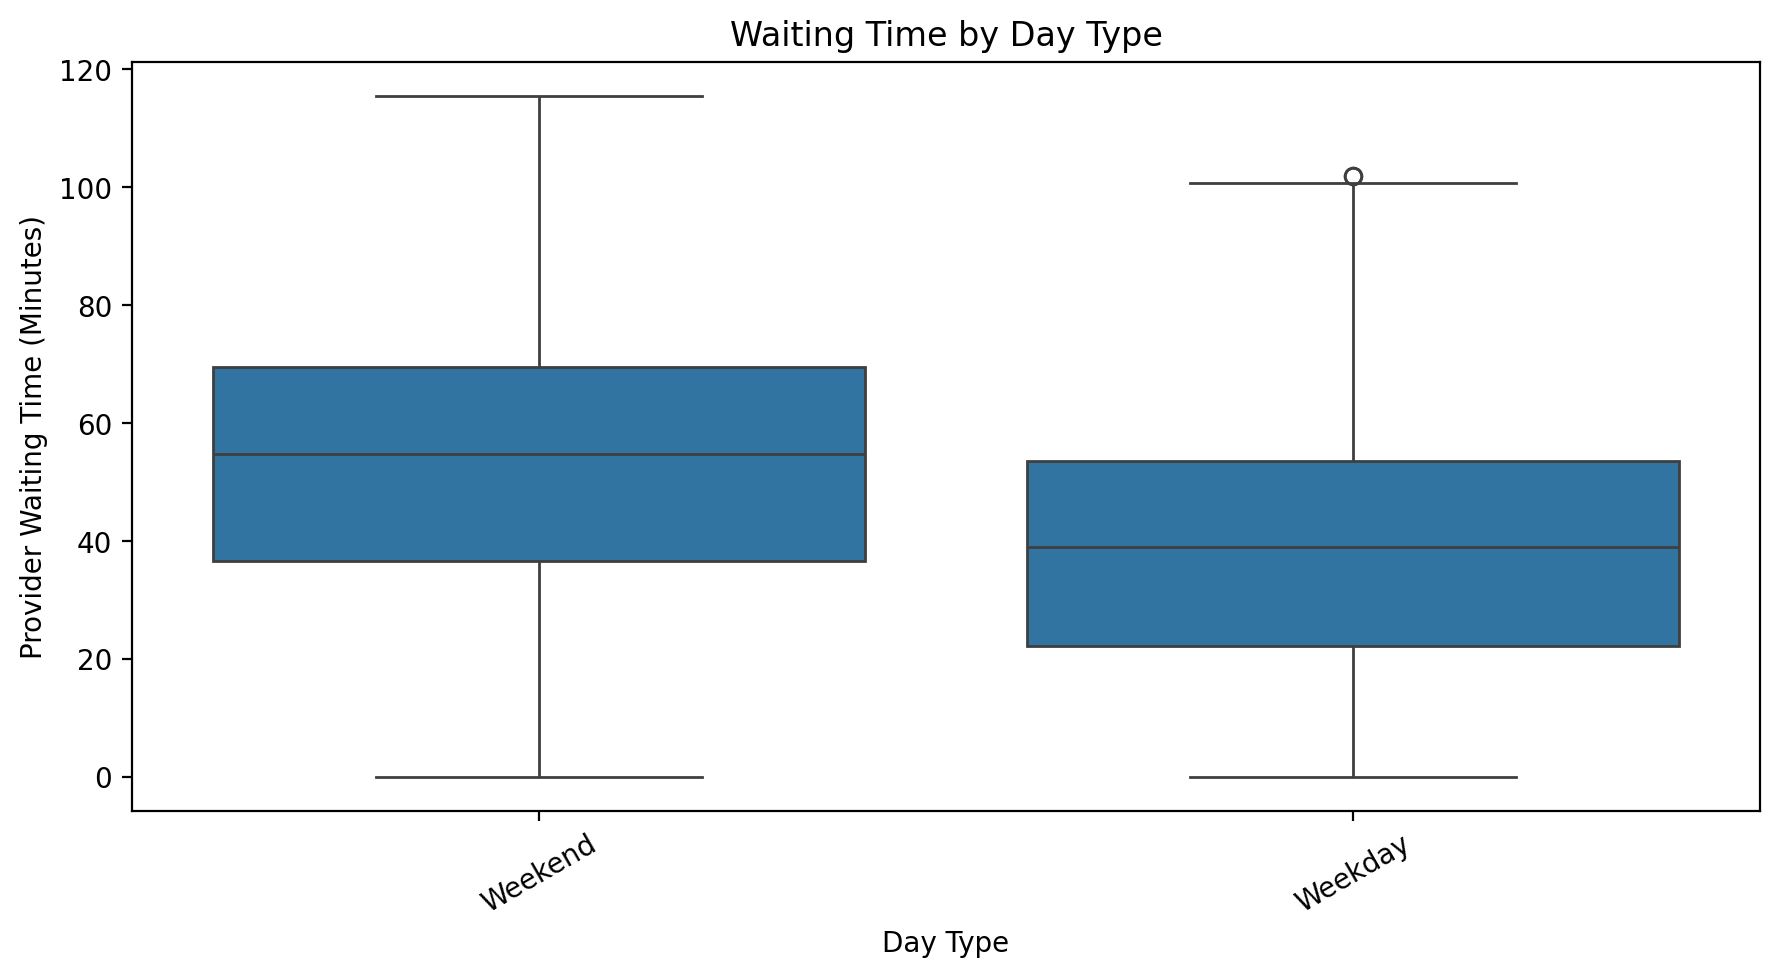 Waiting Time by Day Type
120
100
80
60
40
20
0
Provider Waiting Time (Minutes)
Weekend
Weekday
Day Type